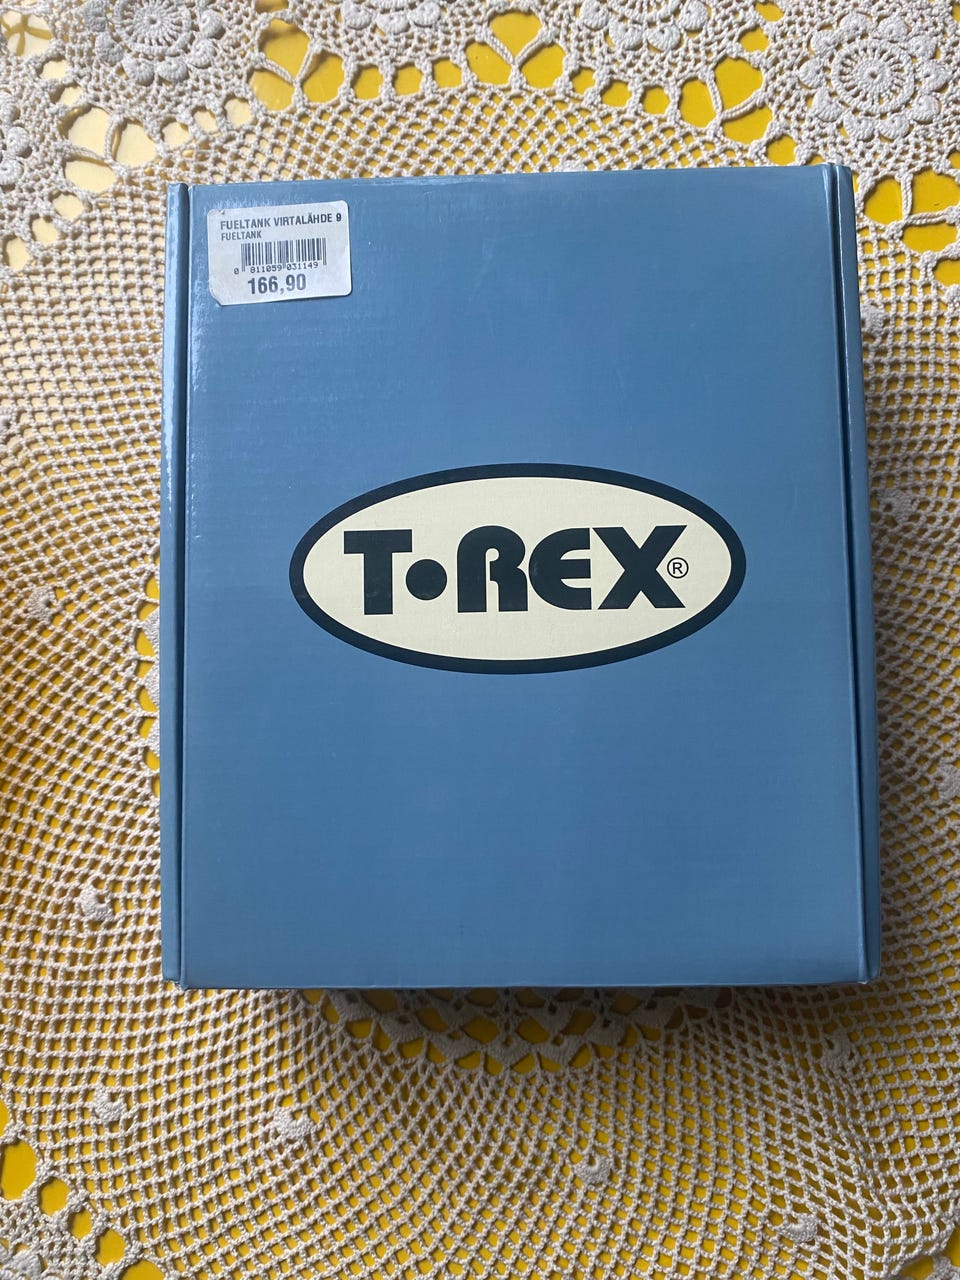 FUELTANK VIRTALÄHDE 9
FUELTANK
0 811059 031149
166,90
T•REX®